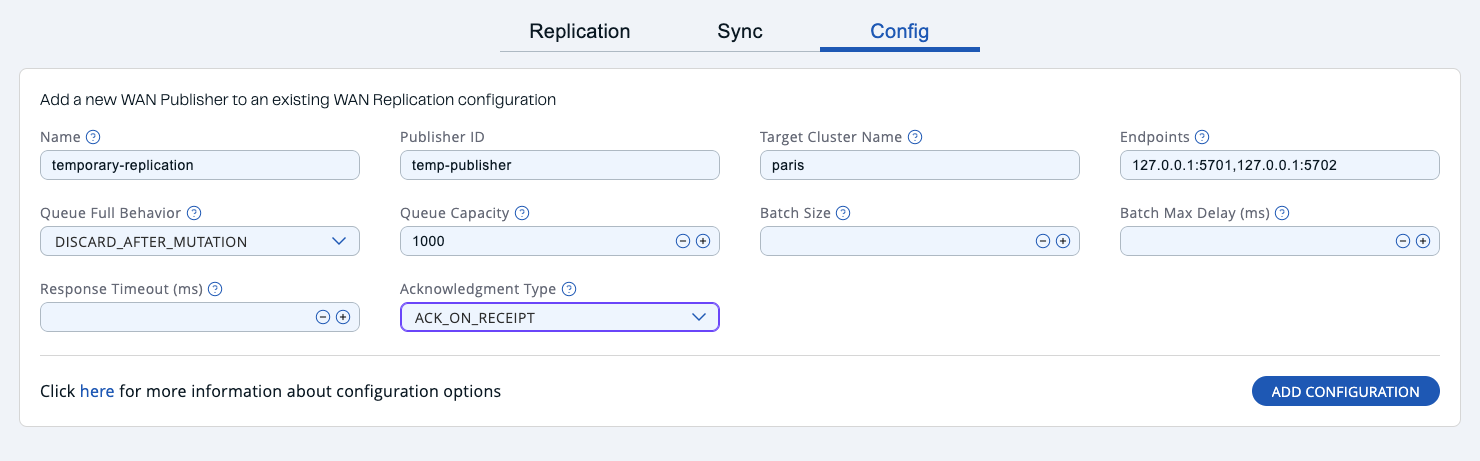 Replication Sync Config
Add a new WAN Publisher to an existing WAN Replication configuration
Name Publisher ID Target Cluster Name Endpoints
temporary-replication temp-publisher paris 127.0.0.1:5701,127.0.0.1:5702
Queue Full Behavior Queue Capacity Batch Size Batch Max Delay (ms)
DISCARD_AFTER_MUTATION 1000
Response Timeout (ms) Acknowledgment Type
ACK_ON_RECEIPT
Click here for more information about configuration options ADD CONFIGURATION